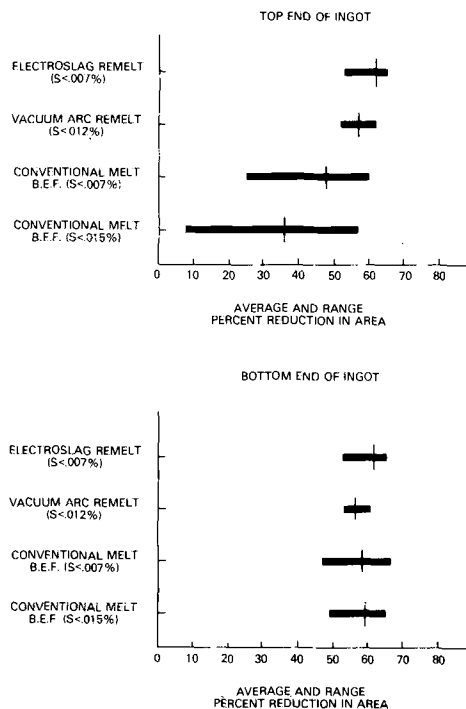 TOP END OF INGOT
ELECTROSLAG REMELT
(S<.007%)
VACUUM ARC REMELT
(S<.012%)
CONVENTIONAL MELT
B.E.F. (S<.007%)
CONVENTIONAL MELT
B.E.F. (S<.015%)
0 10 20 30 40 50 60 70 80
AVERAGE AND RANGE
PERCENT REDUCTION IN AREA
BOTTOM END OF INGOT
ELECTROSLAG REMELT
(S<.007%)
VACUUM ARC REMELT
(S<.012%)
CONVENTIONAL MELT
B.E.F. (S<.007%)
CONVENTIONAL MELT
B.E.F (S<.015%)
0 10 20 30 40 50 60 70 80
AVERAGE AND RANGE
PERCENT REDUCTION IN AREA